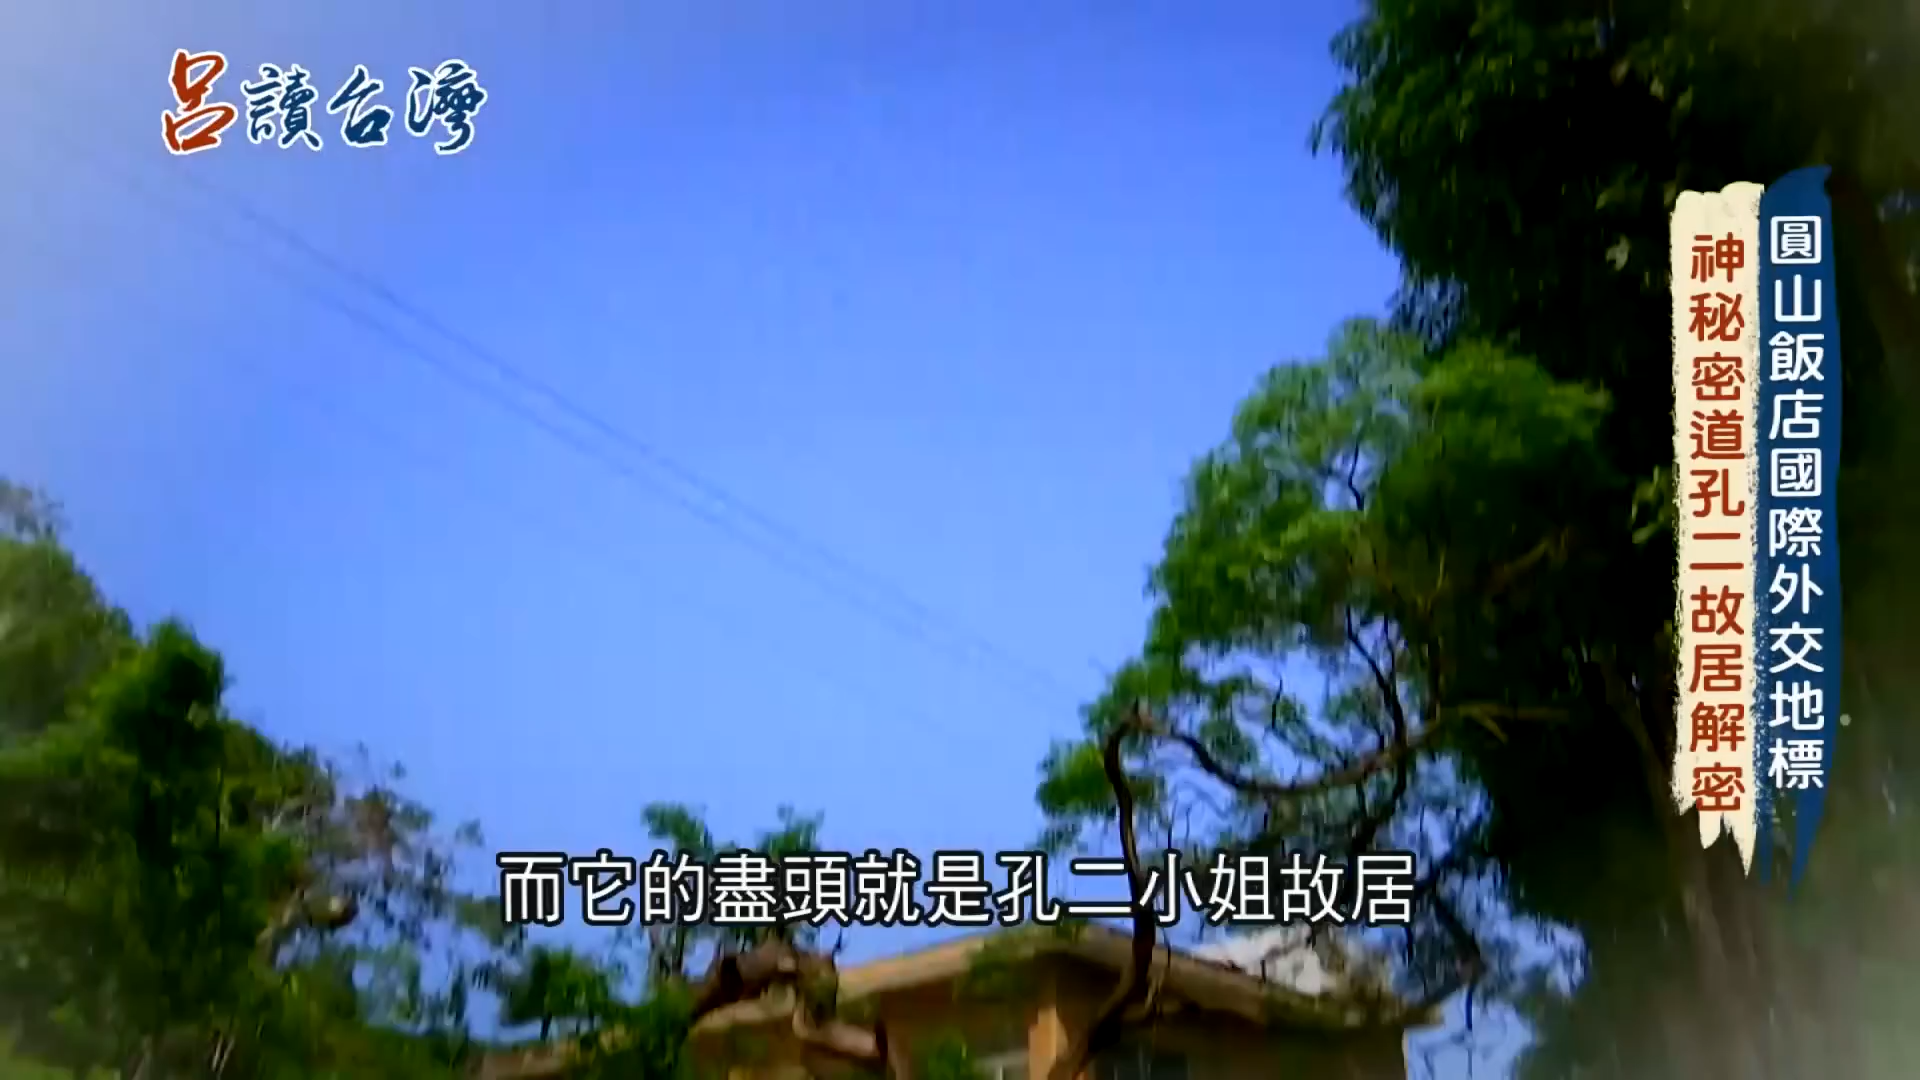 呂讀台灣
圓山飯店國際外交地標
神秘密道孔二故居解密
而它的盡頭就是孔二小姐故居